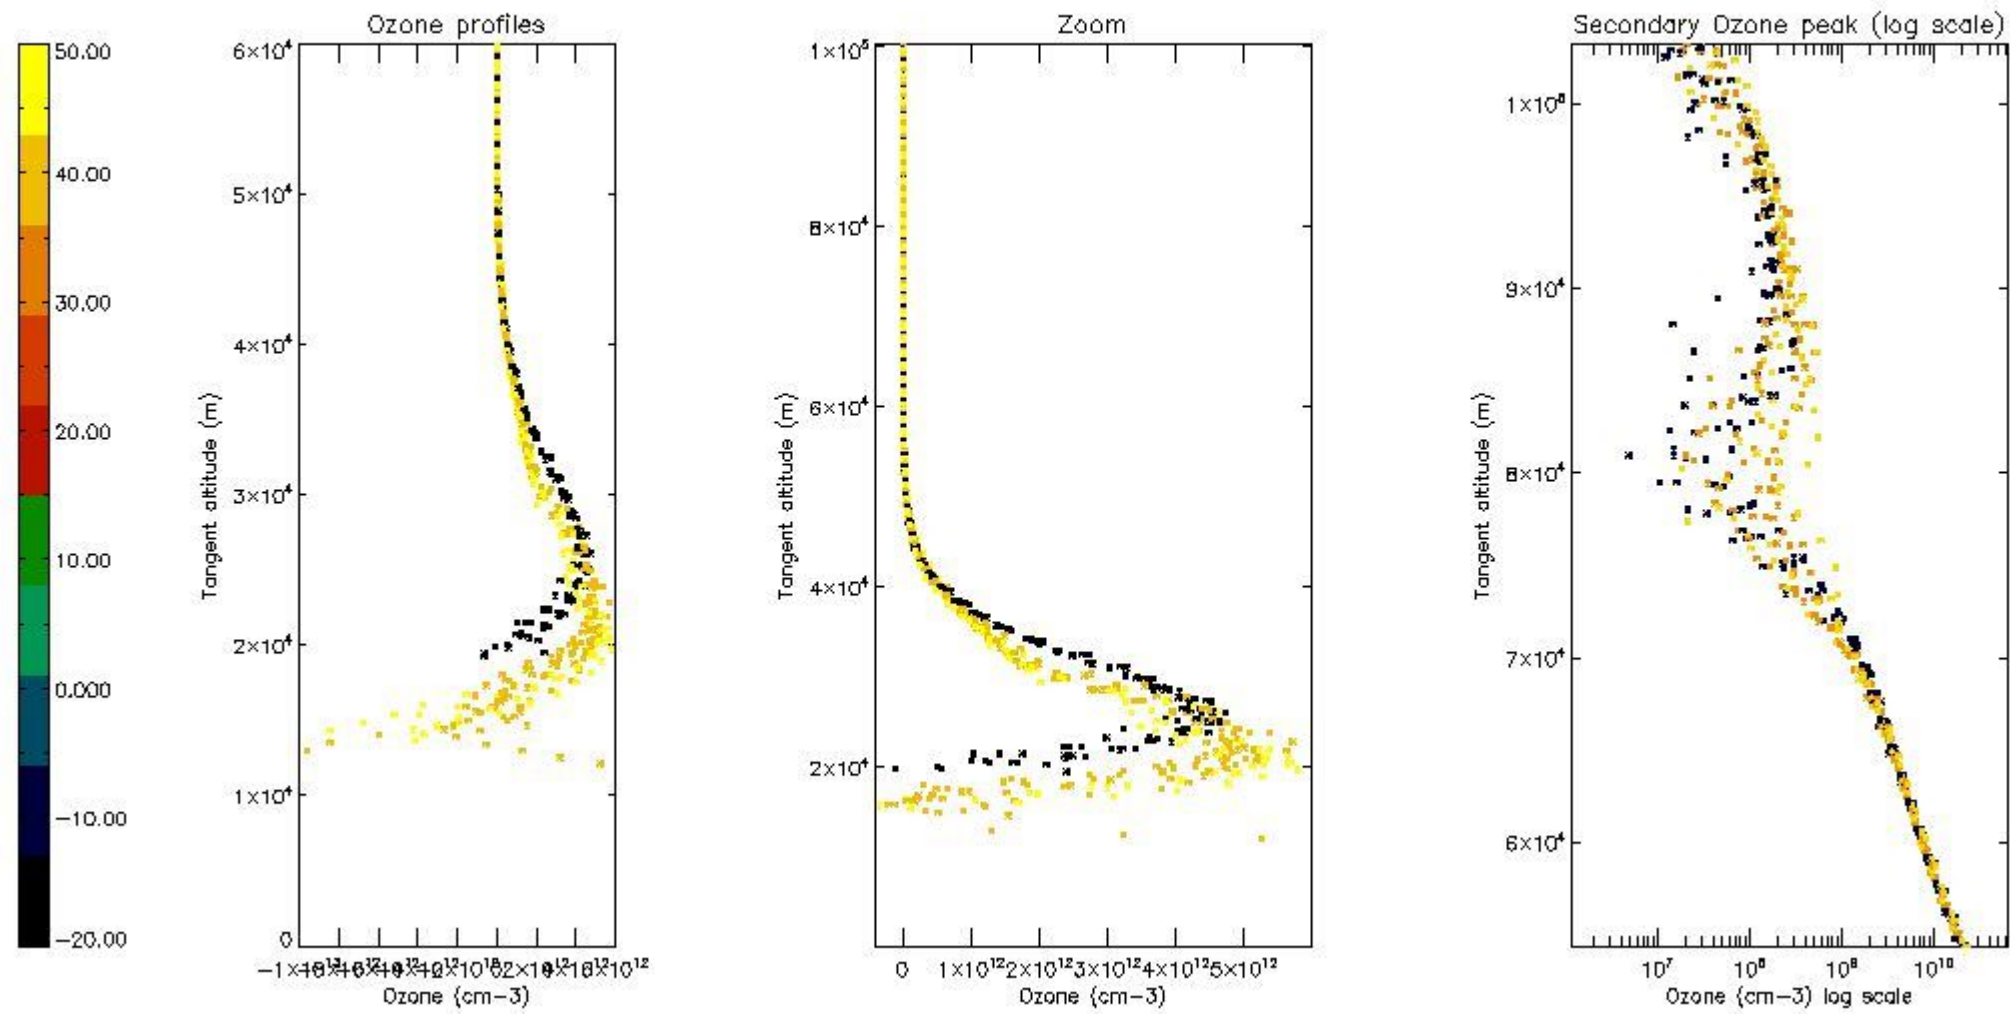 Ozone profiles
Zoom
Secondary Ozone peak (log scale)
50.00
40.00
30.00
20.00
10.00
0.000
−10.00
−20.00
6×10⁴
5×10⁴
4×10⁴
3×10⁴
2×10⁴
1×10⁴
0
Tangent altitude (m)
Ozone (cm−3)
1×10⁵
8×10⁴
6×10⁴
4×10⁴
2×10⁴
Tangent altitude (m)
0 1×10¹² 2×10¹² 3×10¹² 4×10¹² 5×10¹²
Ozone (cm−3)
1×10⁵
9×10⁴
8×10⁴
7×10⁴
6×10⁴
Tangent altitude (m)
10⁷ 10⁸ 10⁹ 10¹⁰
Ozone (cm−3) log scale